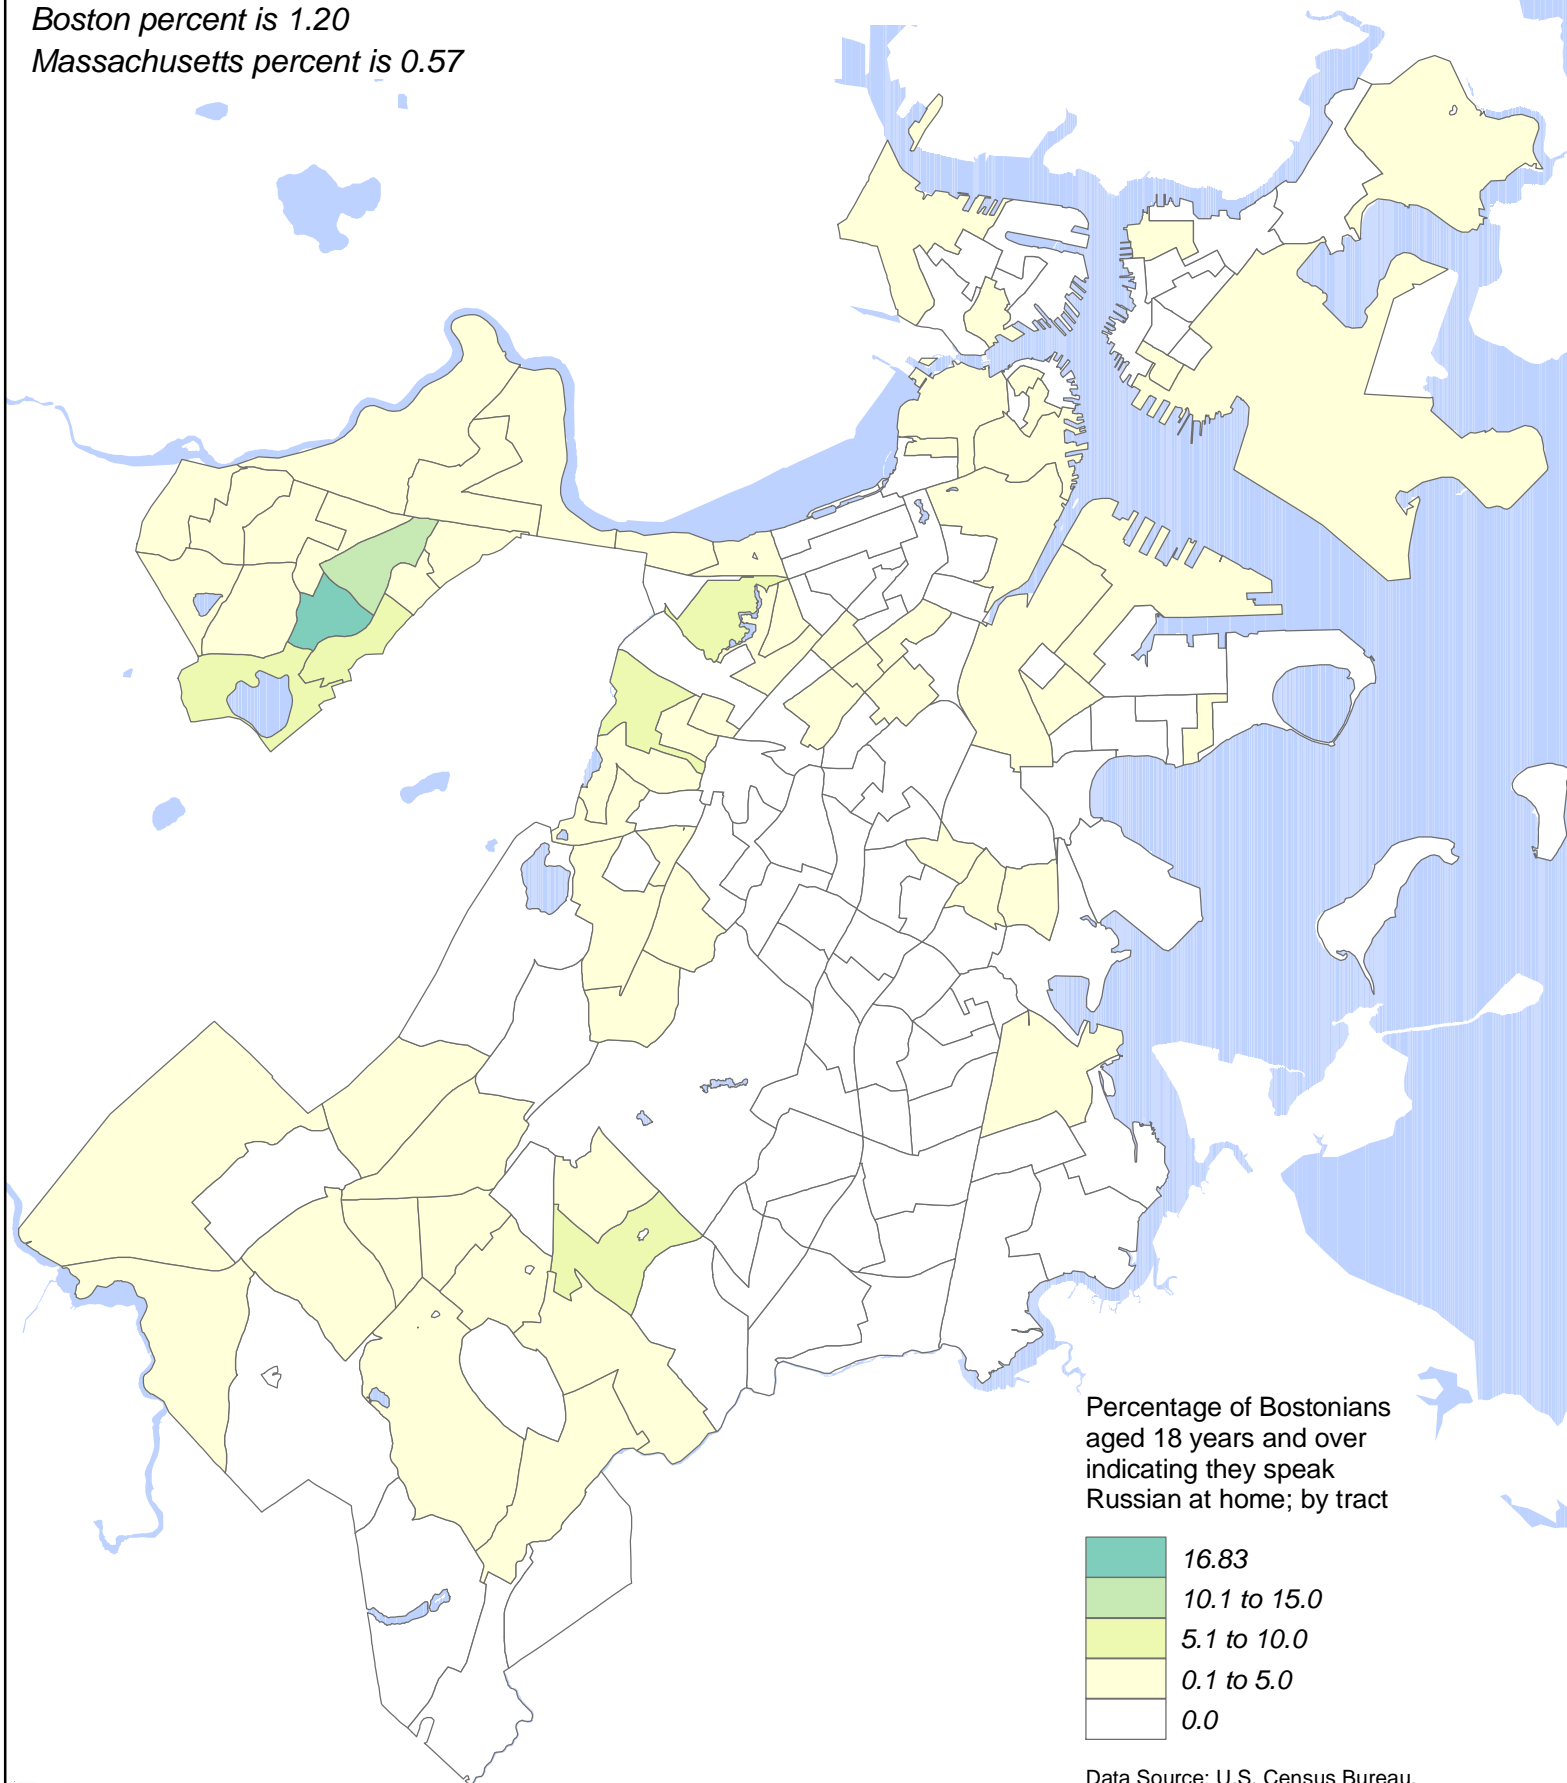 Boston percent is 1.20
Massachusetts percent is 0.57
Percentage of Bostonians
aged 18 years and over
indicating they speak
Russian at home; by tract
16.83
10.1 to 15.0
5.1 to 10.0
0.1 to 5.0
0.0
Data Source: U.S. Census Bureau,